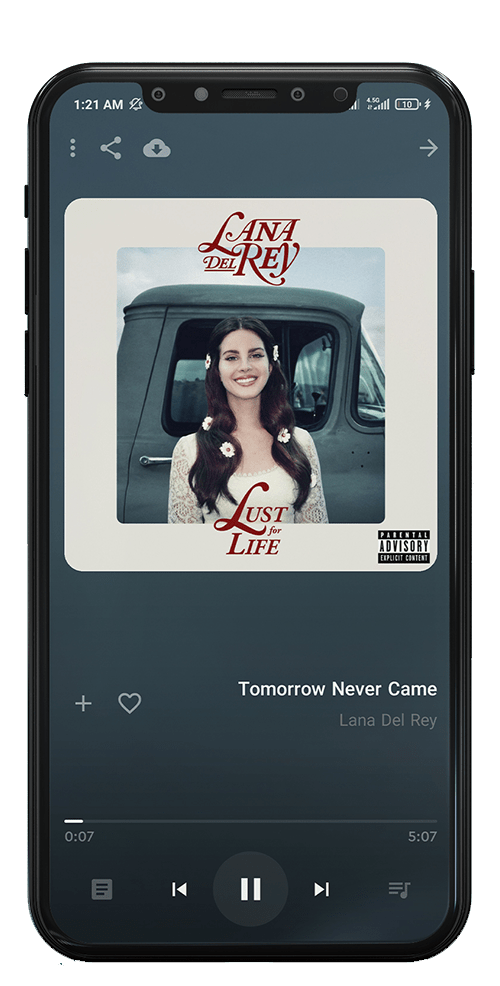 1:21 AM
4.5G
10
LANA
DEL REY
LUST
for
LIFE
PARENTAL
ADVISORY
EXPLICIT CONTENT
Tomorrow Never Came
Lana Del Rey
0:07
5:07